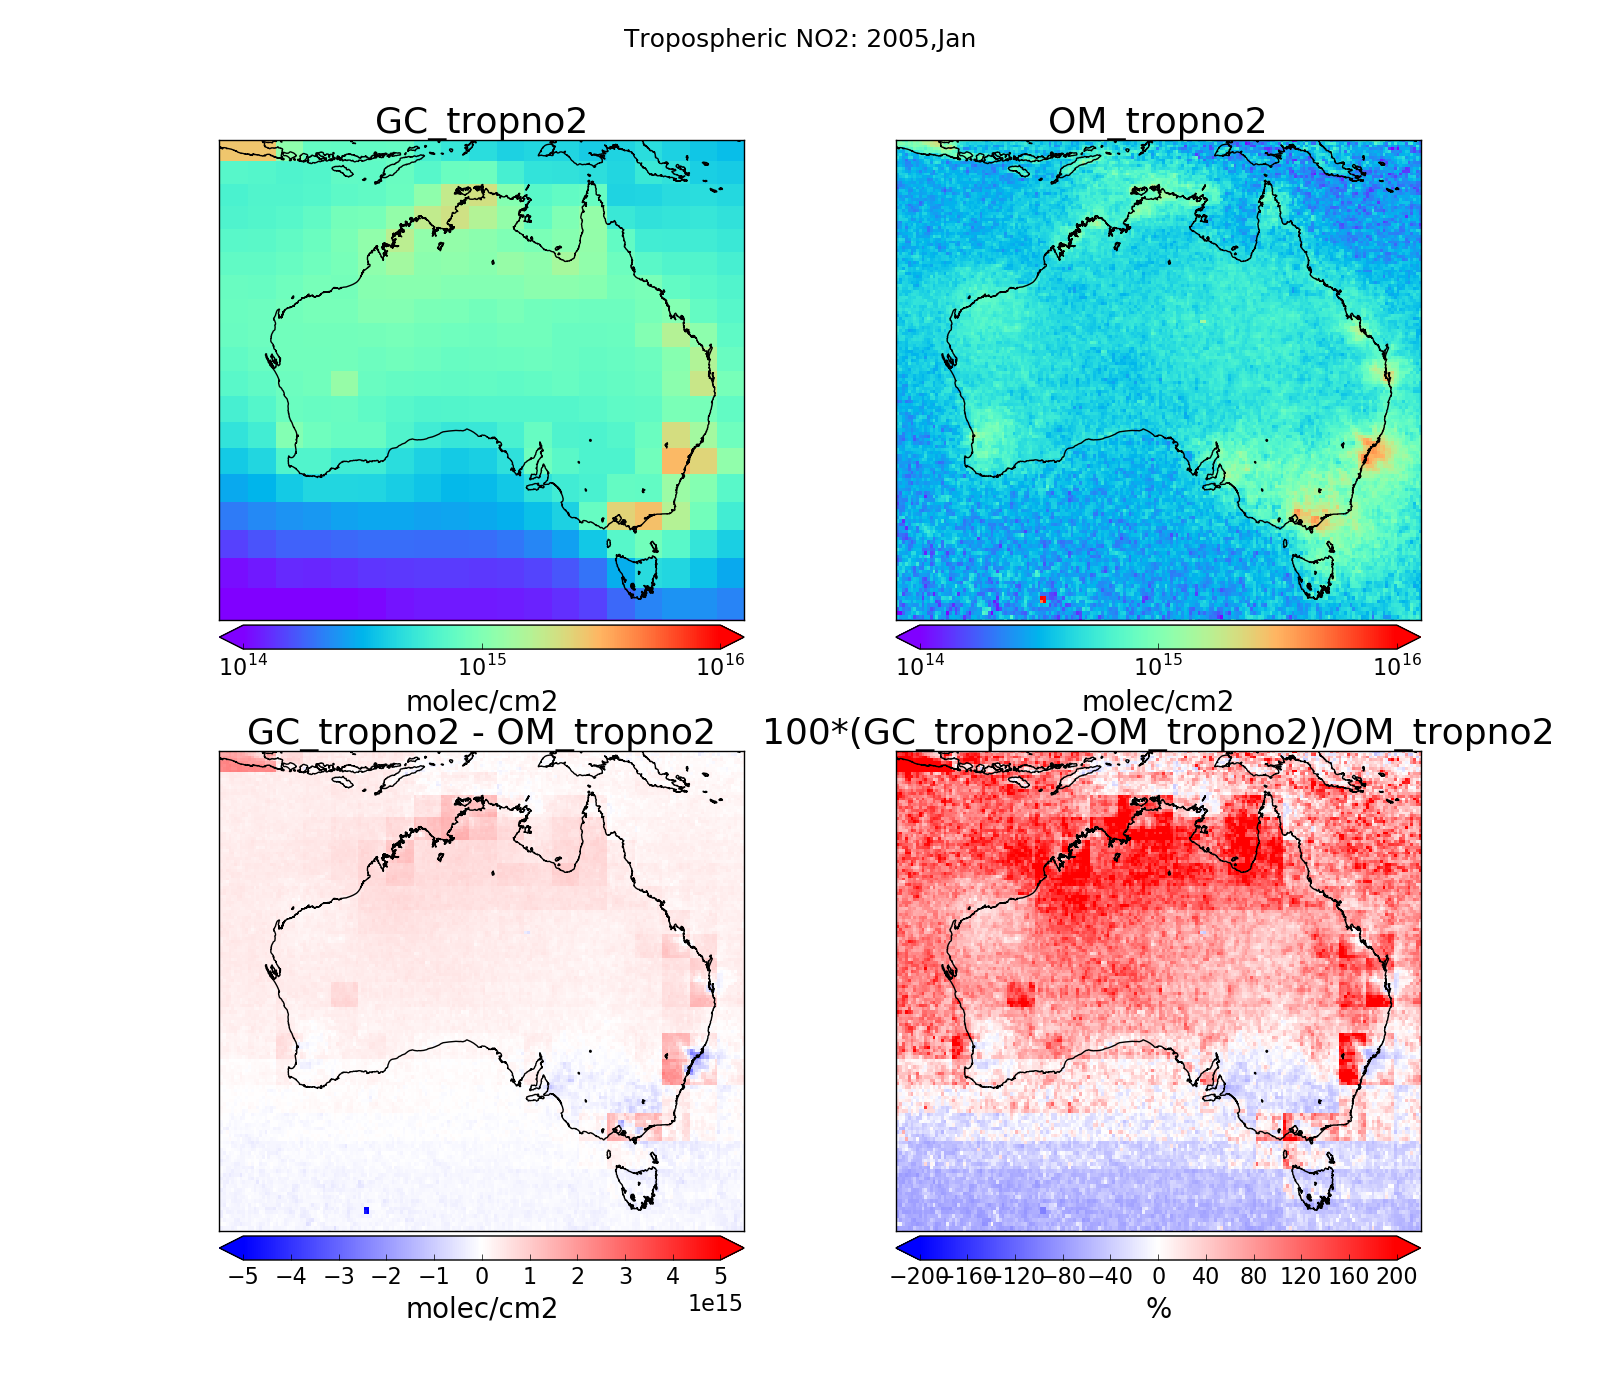 Tropospheric NO2: 2005,Jan
GC_tropno2
OM_tropno2
10^14 10^15 10^16
molec/cm2
10^14 10^15 10^16
molec/cm2
GC_tropno2 - OM_tropno2
100*(GC_tropno2-OM_tropno2)/OM_tropno2
−5 −4 −3 −2 −1 0 1 2 3 4 5
molec/cm2
1e15
−200 −160 −120 −80 −40 0 40 80 120 160 200
%